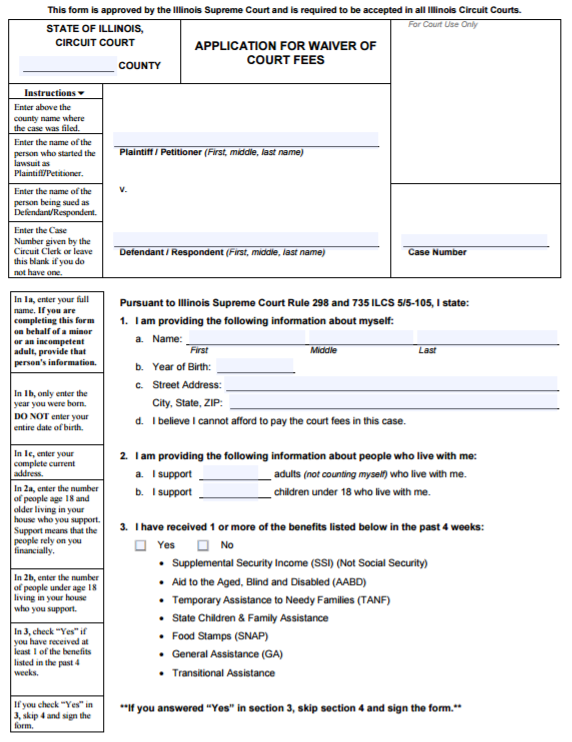 This form is approved by the Illinois Supreme Court and is required to be accepted in all Illinois Circuit Courts.
STATE OF ILLINOIS,
CIRCUIT COURT
COUNTY
APPLICATION FOR WAIVER OF
COURT FEES
For Court Use Only
Instructions ▼
Enter above the
county name where
the case was filed.
Enter the name of the
person who started the
lawsuit as
Plaintiff/Petitioner.
Plaintiff / Petitioner (First, middle, last name)
Enter the name of the
person being sued as
Defendant/Respondent.
v.
Enter the Case
Number given by the
Circuit Clerk or leave
this blank if you do
not have one.
Defendant / Respondent (First, middle, last name)
Case Number
In 1a, enter your full
name. If you are
completing this form
on behalf of a minor
or an incompetent
adult, provide that
person's information.
In 1b, only enter the
year you were born.
DO NOT enter your
entire date of birth.
In 1c, enter your
complete current
address.
In 2a, enter the number
of people age 18 and
older living in your
house who you support.
Support means that the
people rely on you
financially.
In 2b, enter the number
of people under age 18
living in your house
who you support.
In 3, check "Yes" if
you have received at
least 1 of the benefits
listed in the past 4
weeks.
If you check "Yes" in
3, skip 4 and sign the
form.
Pursuant to Illinois Supreme Court Rule 298 and 735 ILCS 5/5-105, I state:
1. I am providing the following information about myself:
a. Name:
First Middle Last
b. Year of Birth:
c. Street Address:
City, State, ZIP:
d. I believe I cannot afford to pay the court fees in this case.
2. I am providing the following information about people who live with me:
a. I support adults (not counting myself) who live with me.
b. I support children under 18 who live with me.
3. I have received 1 or more of the benefits listed below in the past 4 weeks:
Yes No
• Supplemental Security Income (SSI) (Not Social Security)
• Aid to the Aged, Blind and Disabled (AABD)
• Temporary Assistance to Needy Families (TANF)
• State Children & Family Assistance
• Food Stamps (SNAP)
• General Assistance (GA)
• Transitional Assistance
**If you answered "Yes" in section 3, skip section 4 and sign the form.**